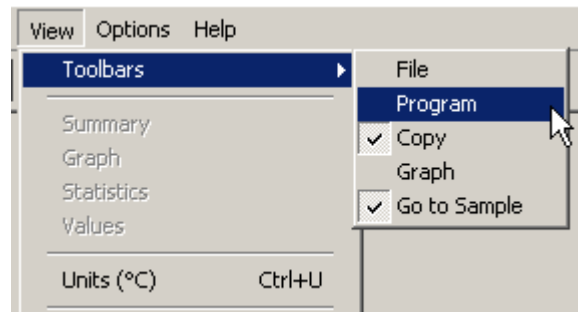 View Options Help
Toolbars
File
Program
Copy
Graph
Go to Sample
Summary
Graph
Statistics
Values
Units (°C) Ctrl+U